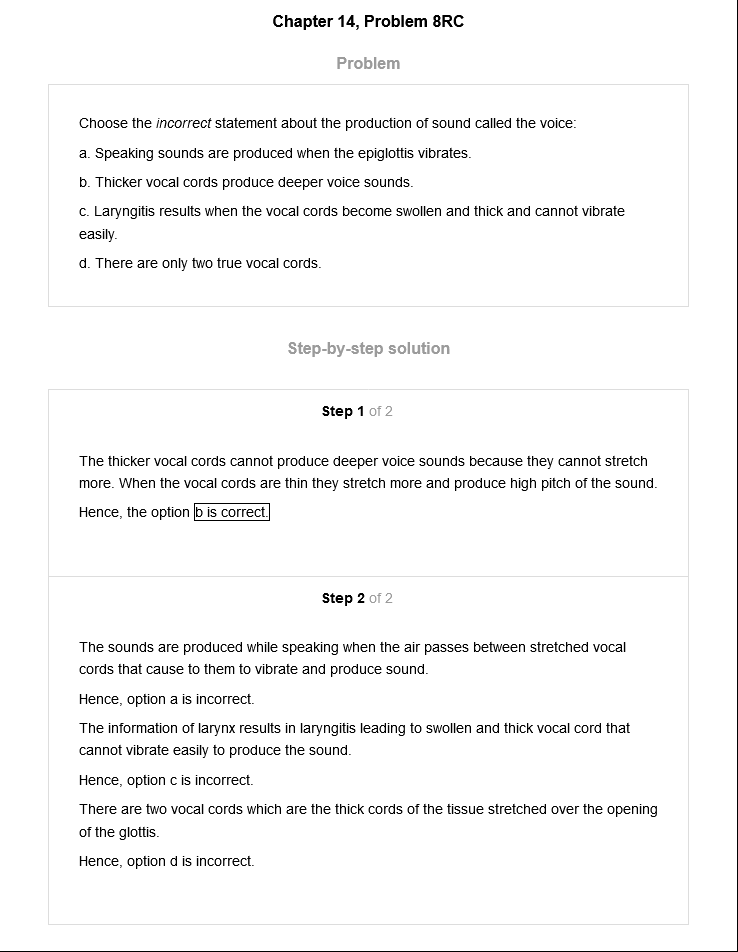 Chapter 14, Problem 8RC
Problem
Choose the incorrect statement about the production of sound called the voice:
a. Speaking sounds are produced when the epiglottis vibrates.
b. Thicker vocal cords produce deeper voice sounds.
c. Laryngitis results when the vocal cords become swollen and thick and cannot vibrate
easily.
d. There are only two true vocal cords.
Step-by-step solution
Step 1 of 2
The thicker vocal cords cannot produce deeper voice sounds because they cannot stretch
more. When the vocal cords are thin they stretch more and produce high pitch of the sound.
Hence, the option b is correct.
Step 2 of 2
The sounds are produced while speaking when the air passes between stretched vocal
cords that cause to them to vibrate and produce sound.
Hence, option a is incorrect.
The information of larynx results in laryngitis leading to swollen and thick vocal cord that
cannot vibrate easily to produce the sound.
Hence, option c is incorrect.
There are two vocal cords which are the thick cords of the tissue stretched over the opening
of the glottis.
Hence, option d is incorrect.